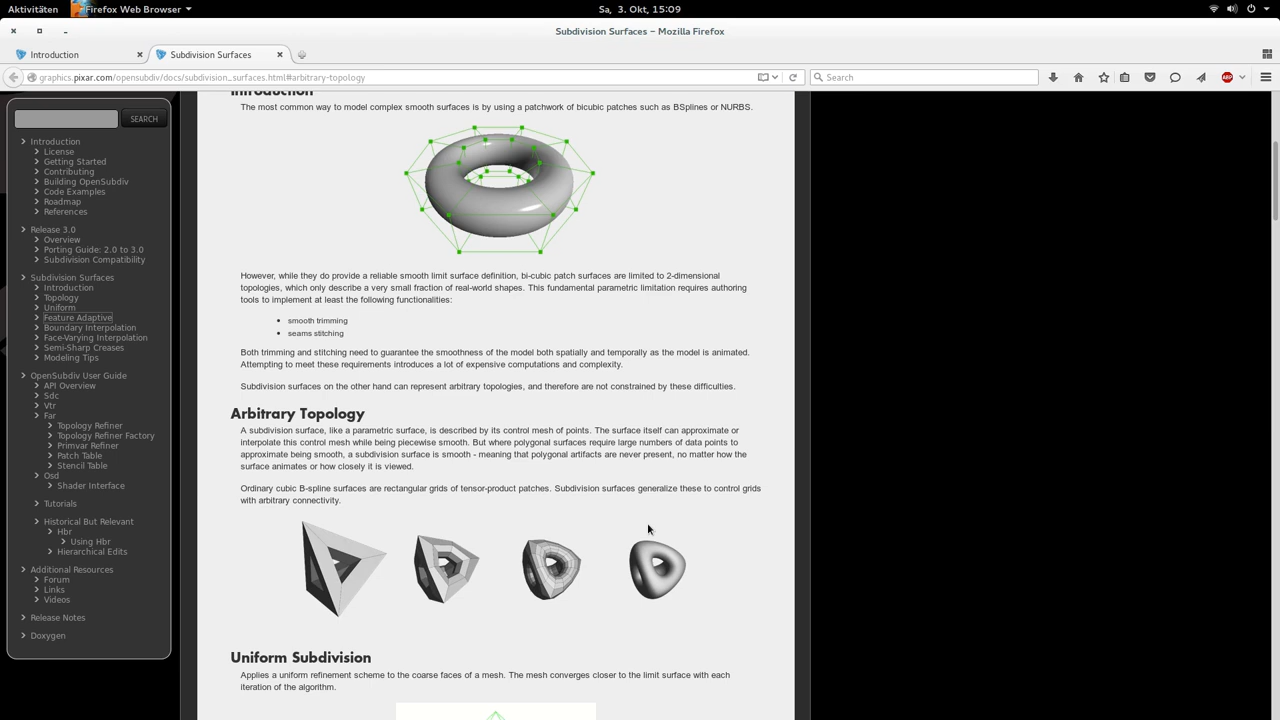 Aktivitäten
Firefox Web Browser
Sa, 3. Okt, 15:09
Subdivision Surfaces – Mozilla Firefox
Introduction
Subdivision Surfaces
graphics.pixar.com/opensubdiv/docs/subdivision_surfaces.html#arbitrary-topology
Search
ABP
SEARCH
Introduction
License
Getting Started
Contributing
Building OpenSubdiv
Code Examples
Roadmap
References
Release 3.0
Overview
Porting Guide: 2.0 to 3.0
Subdivision Compatibility
Subdivision Surfaces
Introduction
Topology
Uniform
Feature Adaptive
Boundary Interpolation
Face-Varying Interpolation
Semi-Sharp Creases
Modeling Tips
OpenSubdiv User Guide
API Overview
Sdc
Vtr
Far
Topology Refiner
Topology Refiner Factory
Primvar Refiner
Patch Table
Stencil Table
Osd
Shader Interface
Tutorials
Historical But Relevant
Hbr
Using Hbr
Hierarchical Edits
Additional Resources
Forum
Links
Videos
Release Notes
Doxygen
Introduction
The most common way to model complex smooth surfaces is by using a patchwork of bicubic patches such as BSplines or NURBS.
However, while they do provide a reliable smooth limit surface definition, bi-cubic patch surfaces are limited to 2-dimensional
topologies, which only describe a very small fraction of real-world shapes. This fundamental parametric limitation requires authoring
tools to implement at least the following functionalities:
• smooth trimming
• seams stitching
Both trimming and stitching need to guarantee the smoothness of the model both spatially and temporally as the model is animated.
Attempting to meet these requirements introduces a lot of expensive computations and complexity.
Subdivision surfaces on the other hand can represent arbitrary topologies, and therefore are not constrained by these difficulties.
Arbitrary Topology
A subdivision surface, like a parametric surface, is described by its control mesh of points. The surface itself can approximate or
interpolate this control mesh while being piecewise smooth. But where polygonal surfaces require large numbers of data points to
approximate being smooth, a subdivision surface is smooth - meaning that polygonal artifacts are never present, no matter how the
surface animates or how closely it is viewed.
Ordinary cubic B-spline surfaces are rectangular grids of tensor-product patches. Subdivision surfaces generalize these to control grids
with arbitrary connectivity.
Uniform Subdivision
Applies a uniform refinement scheme to the coarse faces of a mesh. The mesh converges closer to the limit surface with each
iteration of the algorithm.